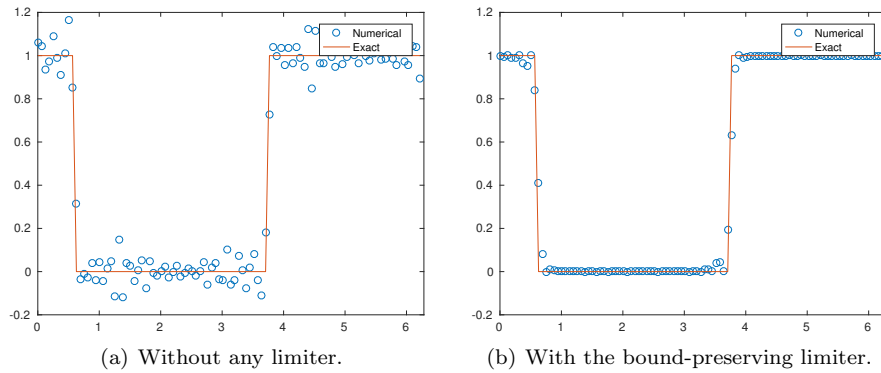 1.2
1
0.8
0.6
0.4
0.2
0
-0.2
0 1 2 3 4 5 6
Numerical
Exact
(a) Without any limiter.
1.2
1
0.8
0.6
0.4
0.2
0
-0.2
0 1 2 3 4 5 6
Numerical
Exact
(b) With the bound-preserving limiter.